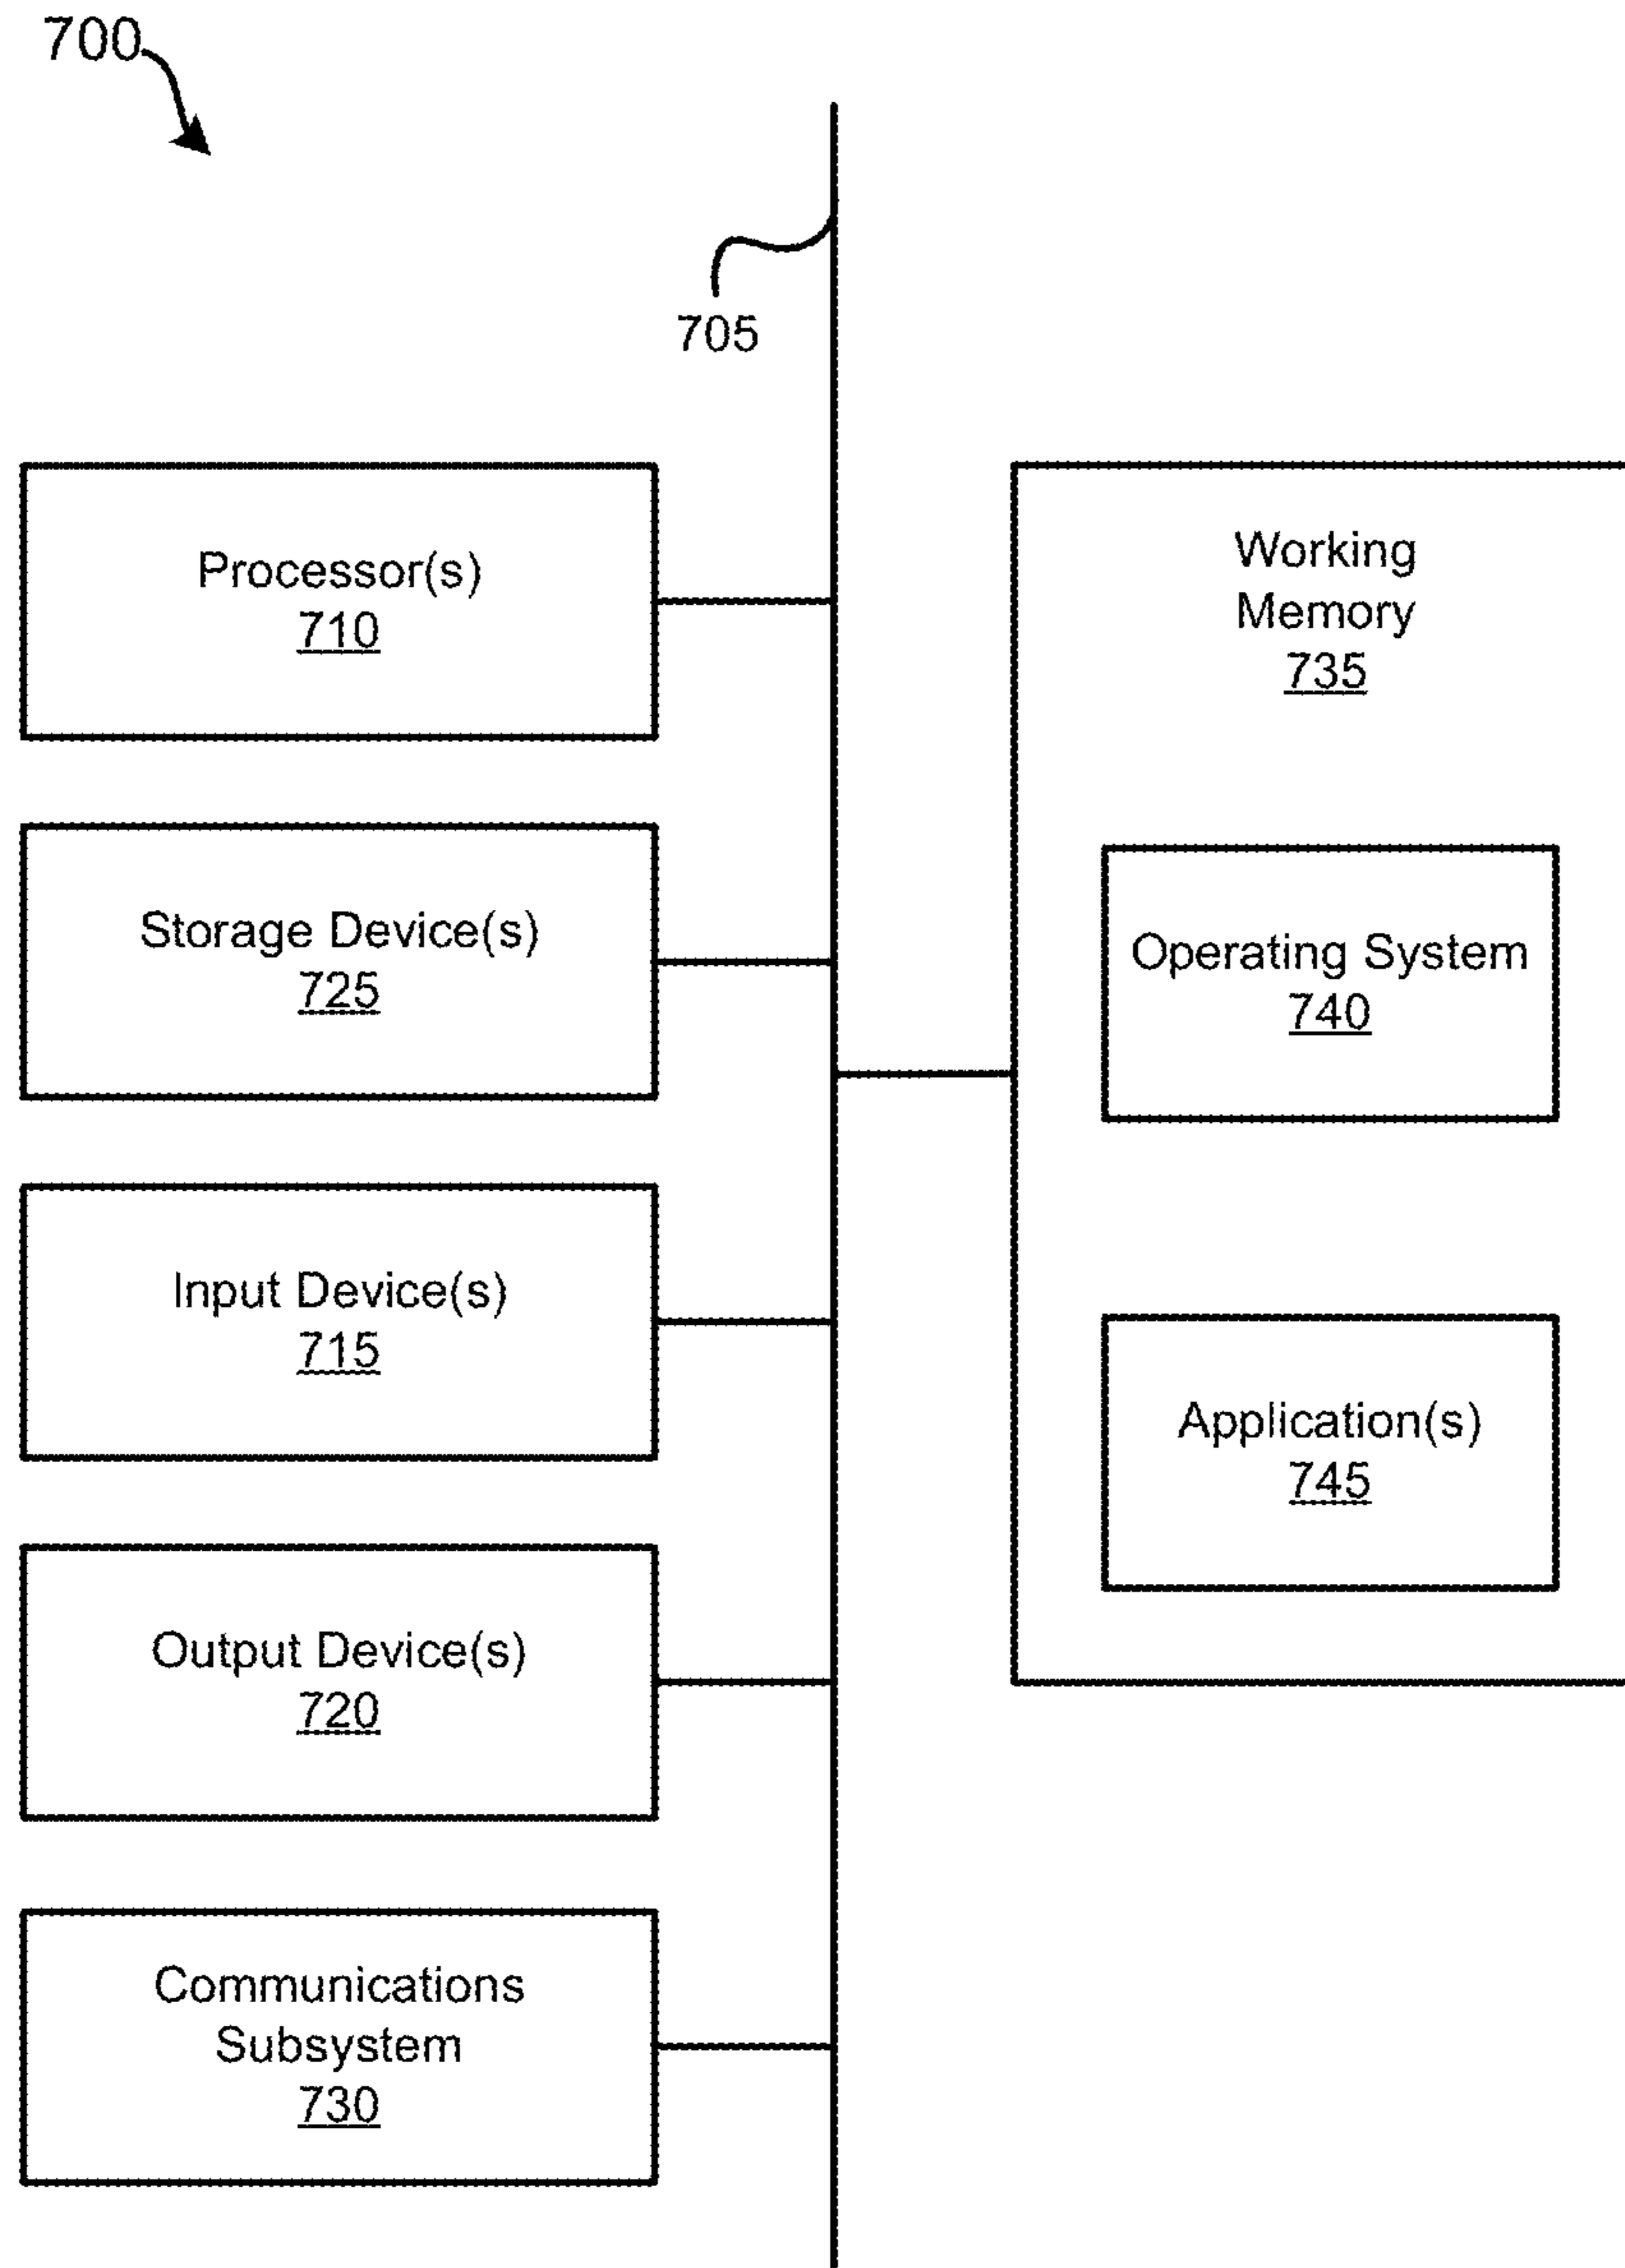 700
705
Processor(s)
710
Storage Device(s)
725
Input Device(s)
715
Output Device(s)
720
Communications
Subsystem
730
Working
Memory
735
Operating System
740
Application(s)
745